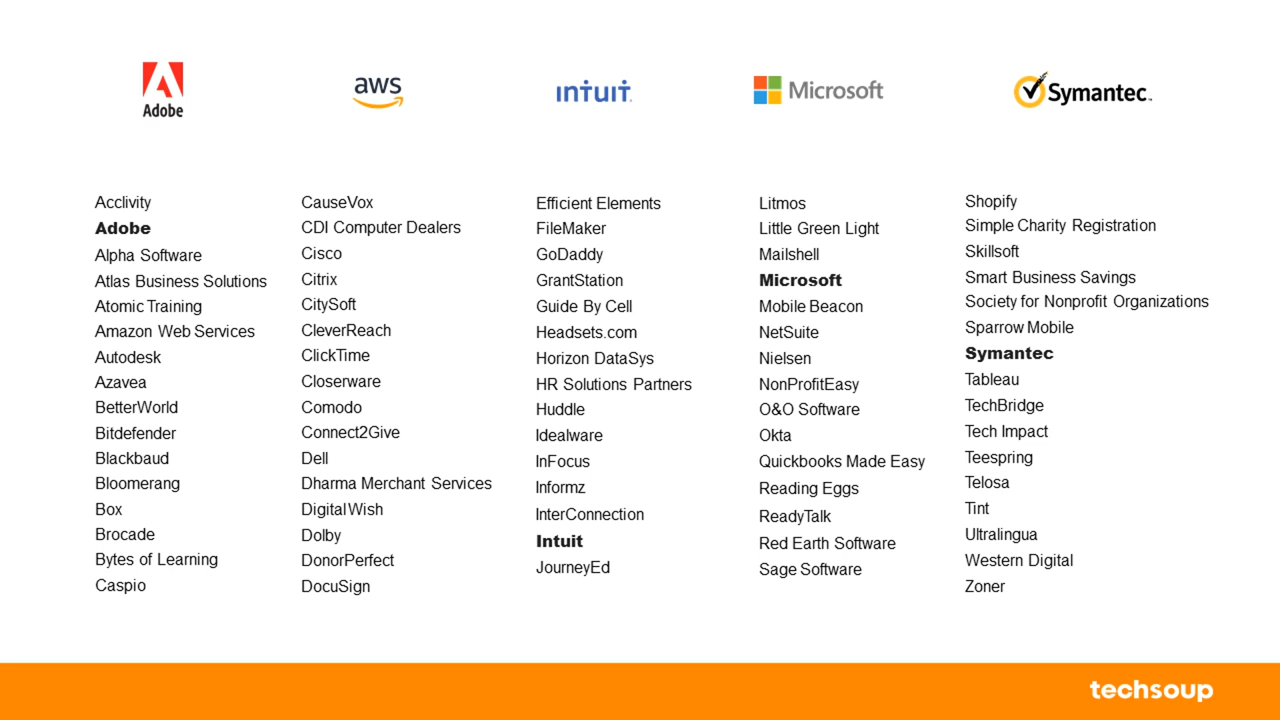 Adobe
aws
intuit.
Microsoft
Symantec™
Acclivity
Adobe
Alpha Software
Atlas Business Solutions
Atomic Training
Amazon Web Services
Autodesk
Azavea
BetterWorld
Bitdefender
Blackbaud
Bloomerang
Box
Brocade
Bytes of Learning
Caspio
CauseVox
CDI Computer Dealers
Cisco
Citrix
CitySoft
CleverReach
ClickTime
Closerware
Comodo
Connect2Give
Dell
Dharma Merchant Services
Digital Wish
Dolby
DonorPerfect
DocuSign
Efficient Elements
FileMaker
GoDaddy
GrantStation
Guide By Cell
Headsets.com
Horizon DataSys
HR Solutions Partners
Huddle
Idealware
InFocus
Informz
InterConnection
Intuit
JourneyEd
Litmos
Little Green Light
Mailshell
Microsoft
Mobile Beacon
NetSuite
Nielsen
NonProfitEasy
O&O Software
Okta
Quickbooks Made Easy
Reading Eggs
ReadyTalk
Red Earth Software
Sage Software
Shopify
Simple Charity Registration
Skillsoft
Smart Business Savings
Society for Nonprofit Organizations
Sparrow Mobile
Symantec
Tableau
TechBridge
Tech Impact
Teespring
Telosa
Tint
Ultralingua
Western Digital
Zoner
techsoup